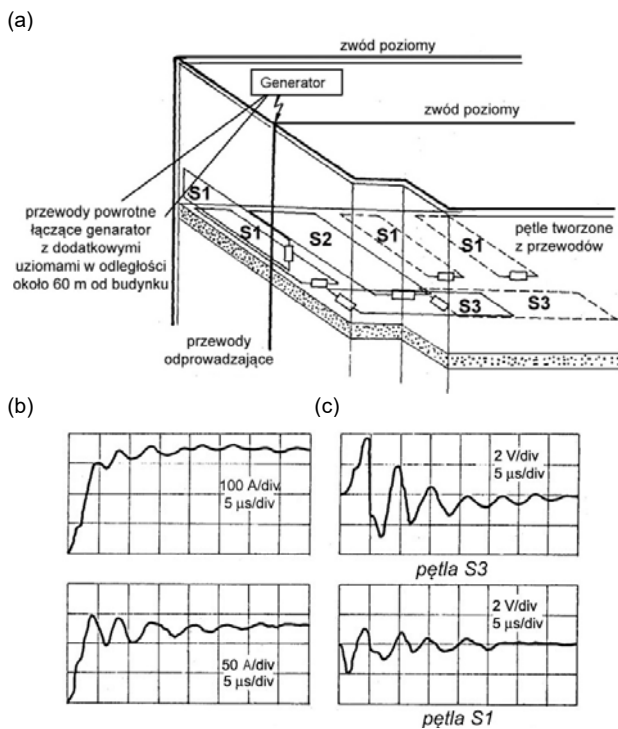 (a)
zwód poziomy
Generator
zwód poziomy
przewody powrotne
łączące genarator
z dodatkowymi
uziomami w odległości
około 60 m od budynku
S1
S1
S2
S1
S1
pętle tworzone
z przewodów
S3
S3
przewody
odprowadzające
(b)
(c)
100 A/div
5 µs/div
2 V/div
5 µs/div
pętla S3
50 A/div
5 µs/div
2 V/div
5 µs/div
pętla S1